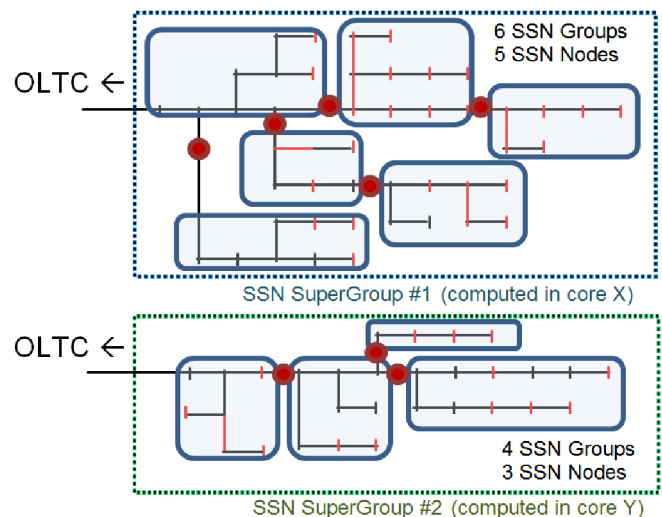 6 SSN Groups
5 SSN Nodes
OLTC ←
SSN SuperGroup #1 (computed in core X)
OLTC ←
4 SSN Groups
3 SSN Nodes
SSN SuperGroup #2 (computed in core Y)